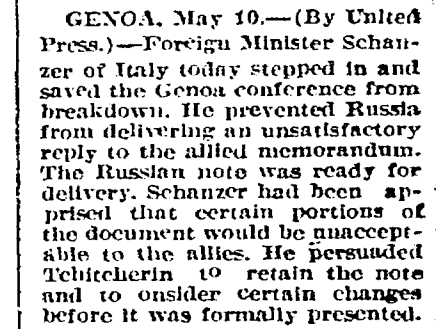 GENOA, May 10.—(By United
Press.)—Foreign Minister Schan-
zer of Italy today stepped in and
saved the Genoa conference from
breakdown. He prevented Russia
from delivering an unsatisfactory
reply to the allied memorandum.
The Russian note was ready for
delivery. Schanzer had been ap-
prised that certain portions of
the document would be unaccept-
able to the allies. He persuaded
Tchitcherin to retain the note
and to onsider certain changes
before it was formally presented.